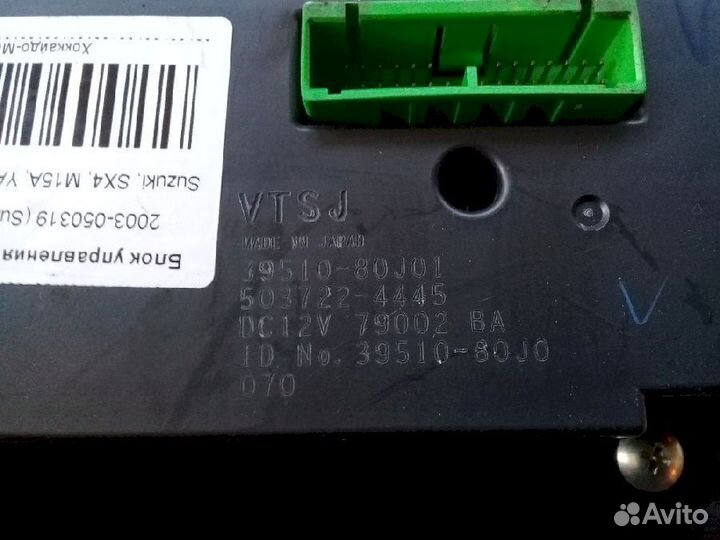 VTSJ
MADE IN JAPAN
39510-80J01
503722-4445
DC12V 79002 BA
ID No. 39510-80J0
070
Блок управления
2003-050319 (Su
Suzuki, SX4, M15A, YA
Хоккайдо-М
Avito